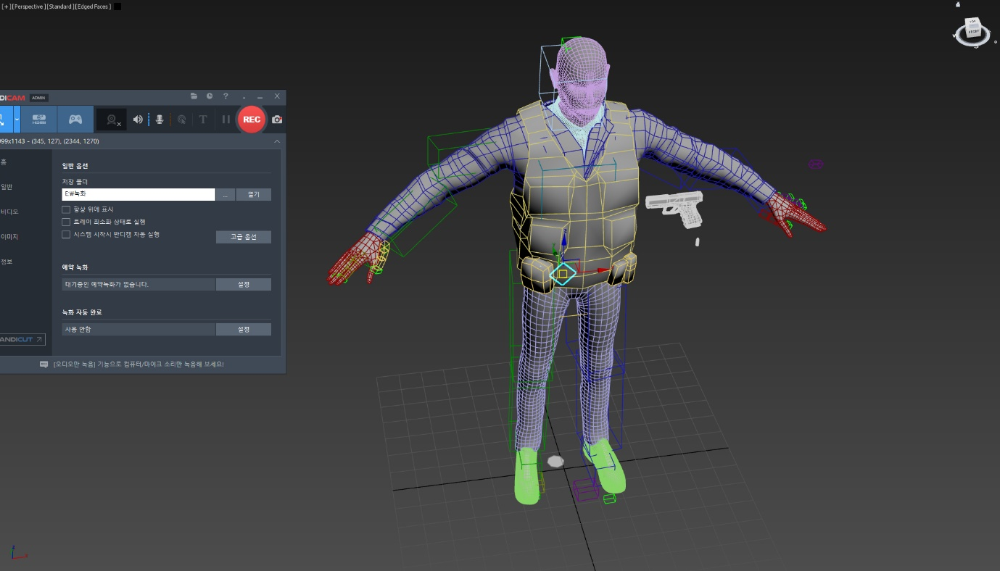 [+][Perspective][Standard][Edged Faces]
DICAM ADMIN
HDMI
T
REC
99x1143 - (345, 127), (2344, 1270)
홈
일반
비디오
이미지
정보
ANDICUT
일반 옵션
저장 폴더
E:₩녹화
...
열기
항상 위에 표시
트레이 최소화 상태로 실행
시스템 시작시 반디캠 자동 실행
고급 옵션
예약 녹화
대기중인 예약녹화가 없습니다.
설정
녹화 자동 완료
사용 안함
설정
[오디오만 녹음] 기능으로 컴퓨터/마이크 소리만 녹음해 보세요!
FRONT